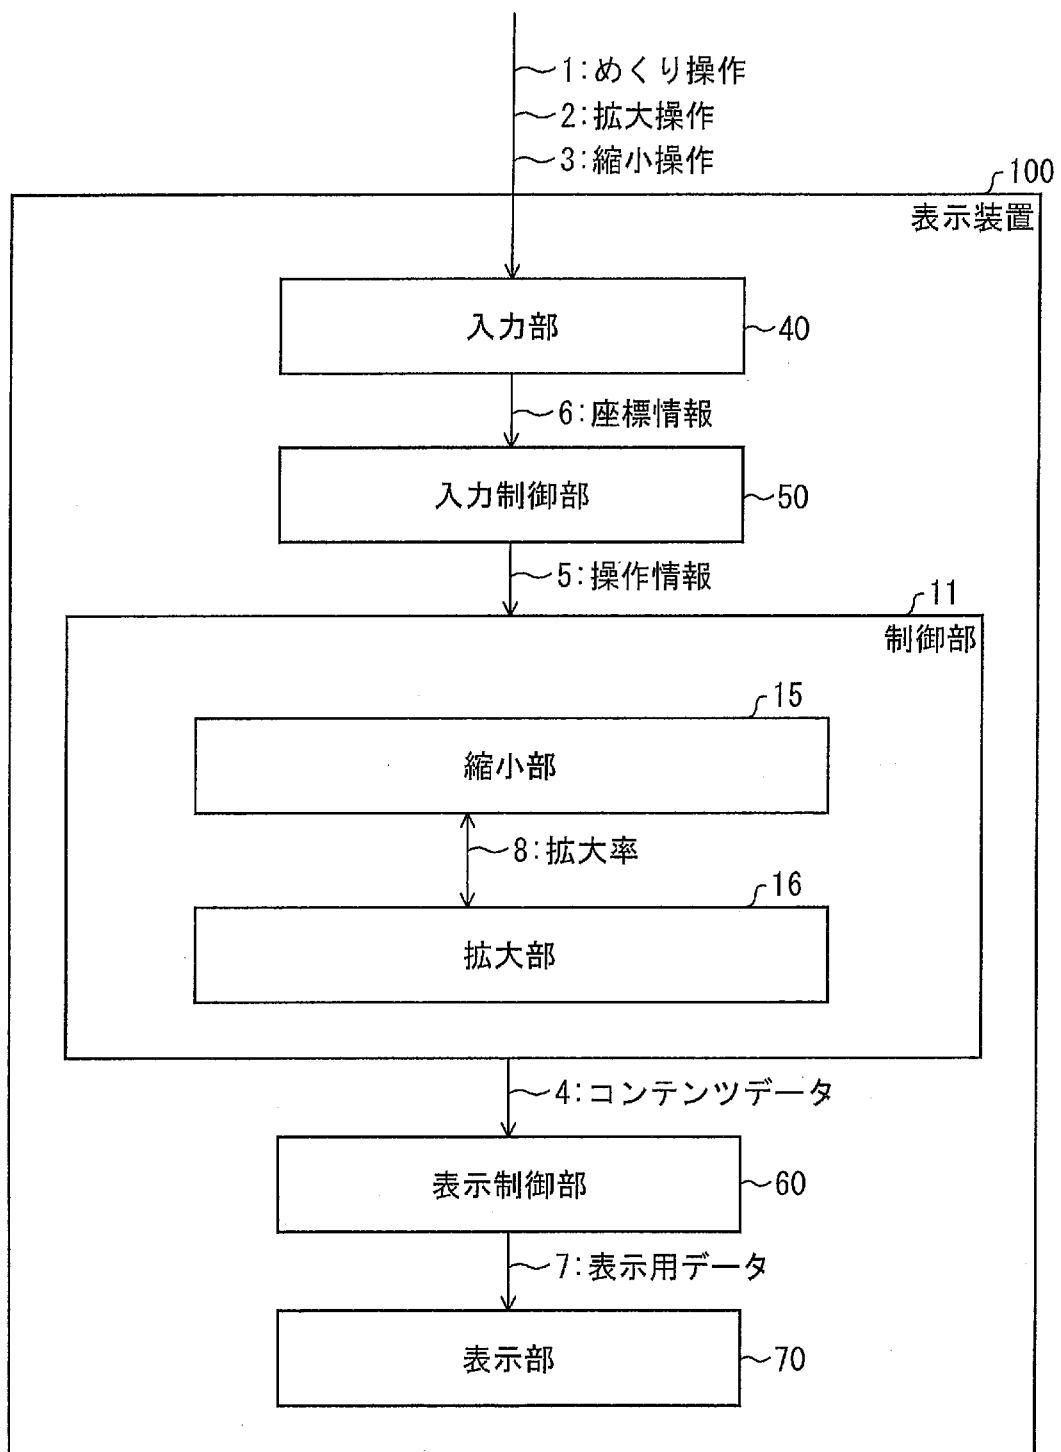 1:めくり操作
2:拡大操作
3:縮小操作
100
表示装置
入力部
40
6:座標情報
入力制御部
50
5:操作情報
11
制御部
15
縮小部
8:拡大率
16
拡大部
4:コンテンツデータ
表示制御部
60
7:表示用データ
表示部
70